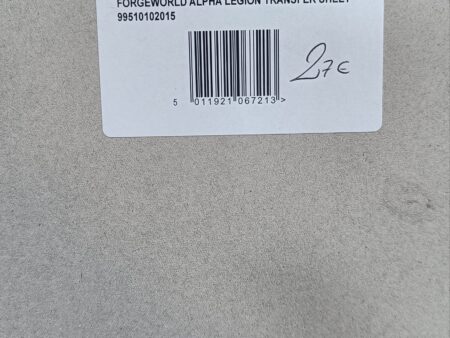 FORGEWORLD ALPHA LEGION TRANSFER SHEET
99510102015
27€
5 011921 067213 >